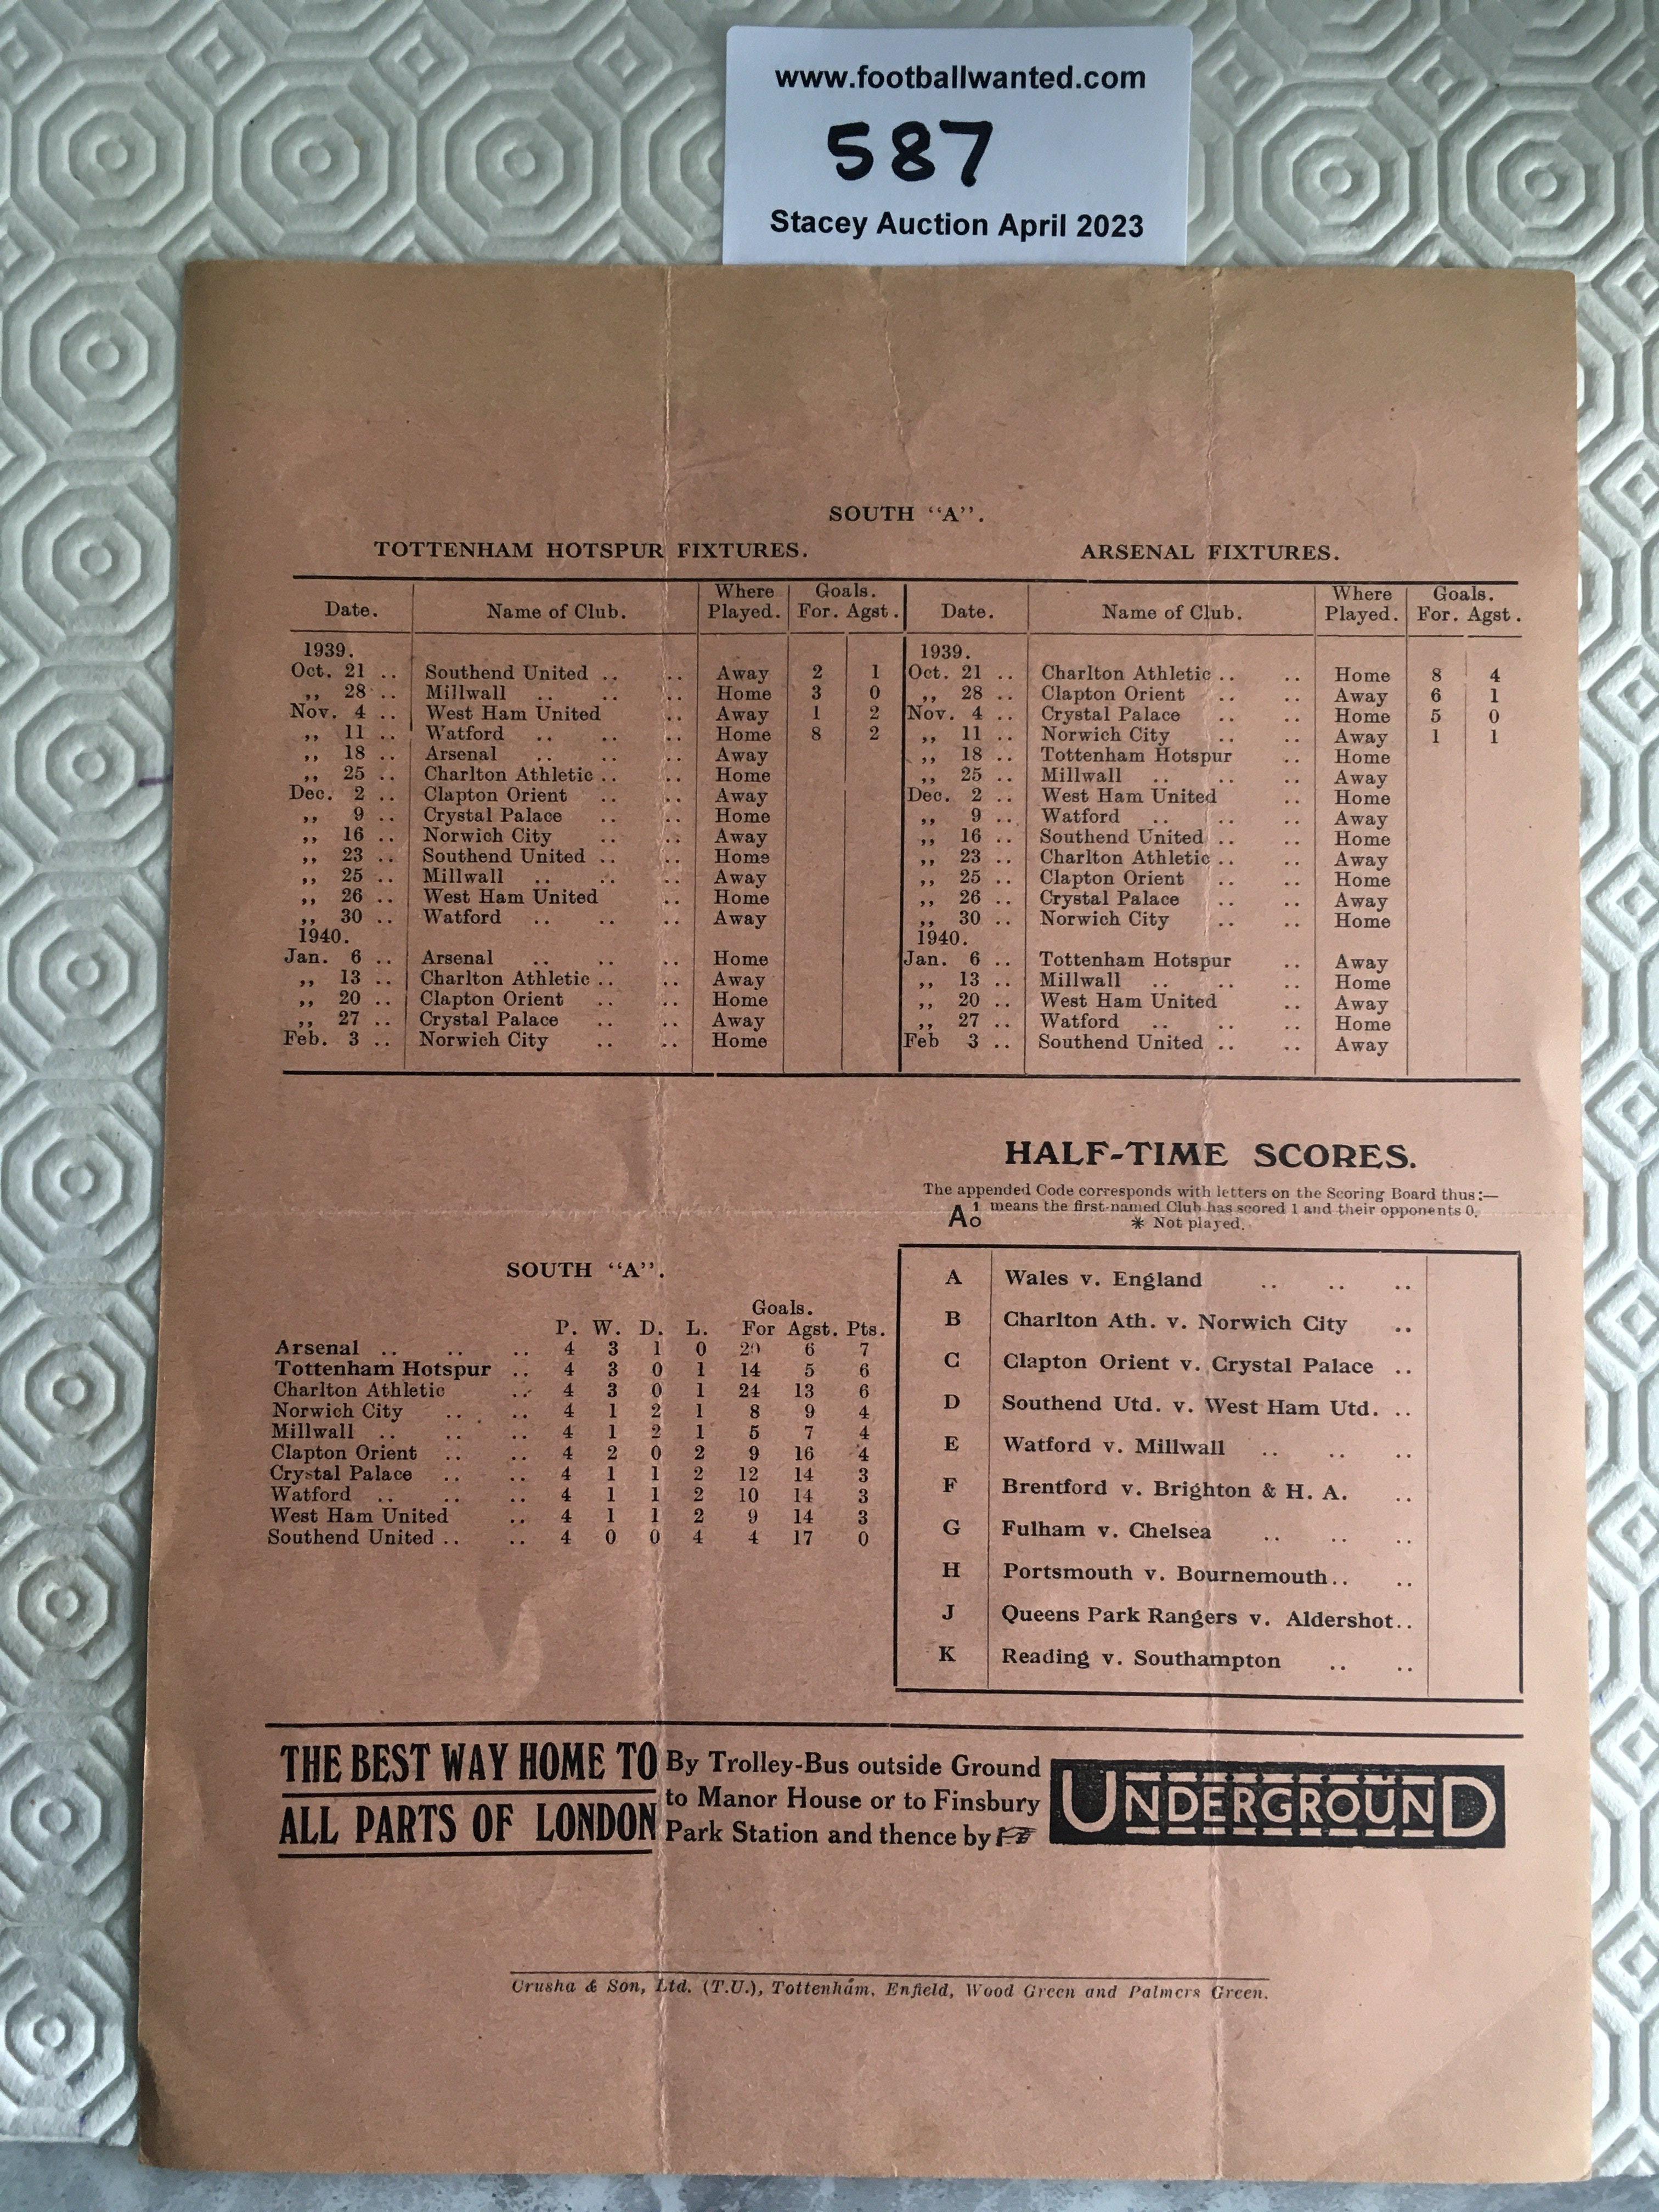 www.footballwanted.com
587
Stacey Auction April 2023
SOUTH "A".
TOTTENHAM HOTSPUR FIXTURES.
Date. Name of Club. Where Played. Goals. For. Agst.
1939.
Oct. 21 .. Southend United .. .. Away 2 1
,, 28 .. Millwall .. .. .. Home 3 0
Nov. 4 .. West Ham United .. Away 1 2
,, 11 .. Watford .. .. .. Home 8 2
,, 18 .. Arsenal .. .. .. Away
,, 25 .. Charlton Athletic .. .. Home
Dec. 2 .. Clapton Orient .. .. Away
,, 9 .. Crystal Palace .. .. Home
,, 16 .. Norwich City .. .. Away
,, 23 .. Southend United .. .. Home
,, 25 .. Millwall .. .. .. Away
,, 26 .. West Ham United .. Home
,, 30 .. Watford .. .. .. Away
1940.
Jan. 6 .. Arsenal .. .. .. Home
,, 13 .. Charlton Athletic .. .. Away
,, 20 .. Clapton Orient .. .. Home
,, 27 .. Crystal Palace .. .. Away
Feb. 3 .. Norwich City .. .. Home
ARSENAL FIXTURES.
Date. Name of Club. Where Played. Goals. For. Agst.
1939.
Oct. 21 .. Charlton Athletic .. .. Home 8 4
,, 28 .. Clapton Orient .. .. Away 6 1
Nov. 4 .. Crystal Palace .. .. Home 5 0
,, 11 .. Norwich City .. .. Away 1 1
,, 18 .. Tottenham Hotspur .. Home
,, 25 .. Millwall .. .. .. Away
Dec. 2 .. West Ham United .. Home
,, 9 .. Watford .. .. .. Away
,, 16 .. Southend United .. .. Home
,, 23 .. Charlton Athletic .. .. Away
,, 25 .. Clapton Orient .. .. Home
,, 26 .. Crystal Palace .. .. Away
,, 30 .. Norwich City .. .. Home
1940.
Jan. 6 .. Tottenham Hotspur .. Away
,, 13 .. Millwall .. .. .. Home
,, 20 .. West Ham United .. Away
,, 27 .. Watford .. .. .. Home
Feb 3 .. Southend United .. .. Away
SOUTH "A".
Goals.
P. W. D. L. For Agst. Pts.
Arsenal .. .. .. 4 3 1 0 20 6 7
Tottenham Hotspur .. 4 3 0 1 14 5 6
Charlton Athletic .. 4 3 0 1 24 13 6
Norwich City .. .. 4 1 2 1 8 9 4
Millwall .. .. .. 4 1 2 1 5 7 4
Clapton Orient .. .. 4 2 0 2 9 16 4
Crystal Palace .. .. 4 1 1 2 12 14 3
Watford .. .. .. 4 1 1 2 10 14 3
West Ham United .. 4 1 1 2 9 14 3
Southend United .. .. 4 0 0 4 4 17 0
HALF-TIME SCORES.
The appended Code corresponds with letters on the Scoring Board thus:—
A 1 0 means the first-named Club has scored 1 and their opponents 0.
* Not played.
A Wales v. England .. .. ..
B Charlton Ath. v. Norwich City ..
C Clapton Orient v. Crystal Palace ..
D Southend Utd. v. West Ham Utd. ..
E Watford v. Millwall .. .. ..
F Brentford v. Brighton & H. A. ..
G Fulham v. Chelsea .. .. ..
H Portsmouth v. Bournemouth.. ..
J Queens Park Rangers v. Aldershot..
K Reading v. Southampton .. ..
THE BEST WAY HOME TO
ALL PARTS OF LONDON
By Trolley-Bus outside Ground
to Manor House or to Finsbury
Park Station and thence by
UNDERGROUND
Crusha & Son, Ltd. (T.U.), Tottenham, Enfield, Wood Green and Palmers Green.